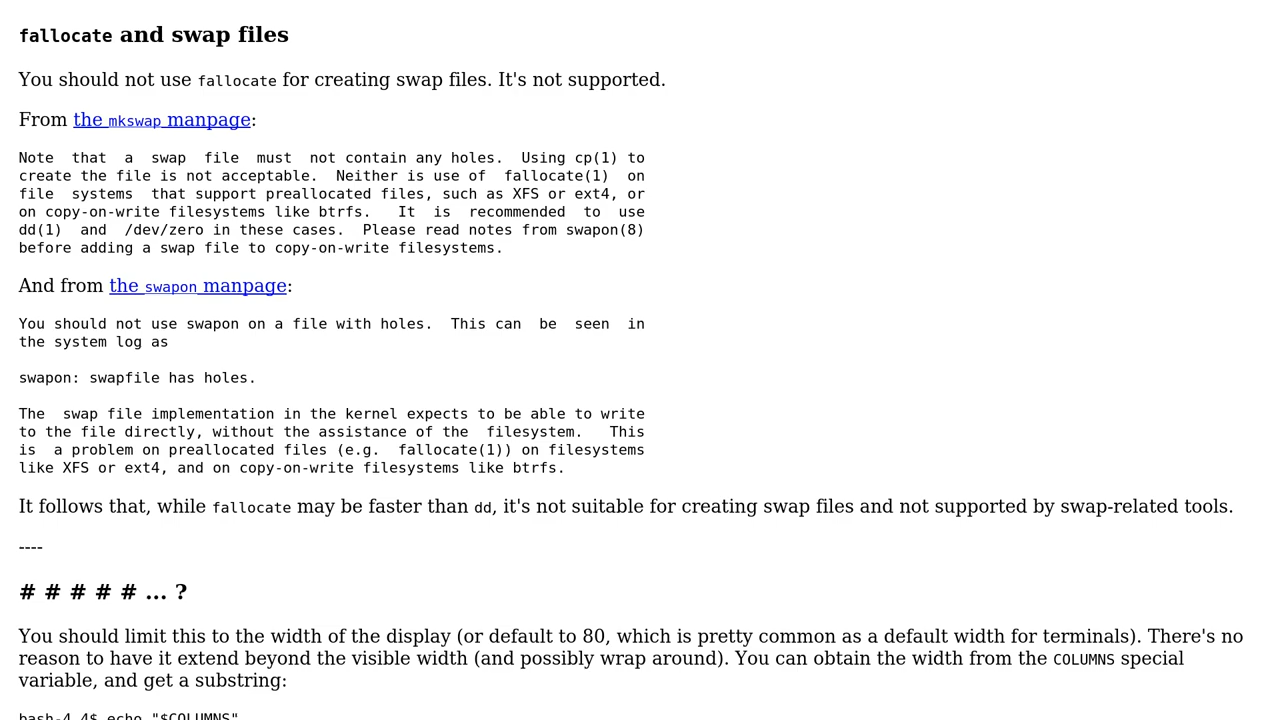 fallocate and swap files
You should not use fallocate for creating swap files. It's not supported.
From the mkswap manpage:
Note  that  a  swap  file  must  not contain any holes.  Using cp(1) to
create the file is not acceptable.  Neither is use of  fallocate(1)  on
file  systems  that support preallocated files, such as XFS or ext4, or
on copy-on-write filesystems like btrfs.   It  is  recommended  to  use
dd(1)  and  /dev/zero in these cases.  Please read notes from swapon(8)
before adding a swap file to copy-on-write filesystems.
And from the swapon manpage:
You should not use swapon on a file with holes.  This can  be  seen  in
the system log as
swapon: swapfile has holes.
The  swap file implementation in the kernel expects to be able to write
to the file directly, without the assistance of the  filesystem.   This
is  a problem on preallocated files (e.g.  fallocate(1)) on filesystems
like XFS or ext4, and on copy-on-write filesystems like btrfs.
It follows that, while fallocate may be faster than dd, it's not suitable for creating swap files and not supported by swap-related tools.
----
# # # # # ... ?
You should limit this to the width of the display (or default to 80, which is pretty common as a default width for terminals). There's no
reason to have it extend beyond the visible width (and possibly wrap around). You can obtain the width from the COLUMNS special
variable, and get a substring:
bash-4.4$ echo "$COLUMNS"